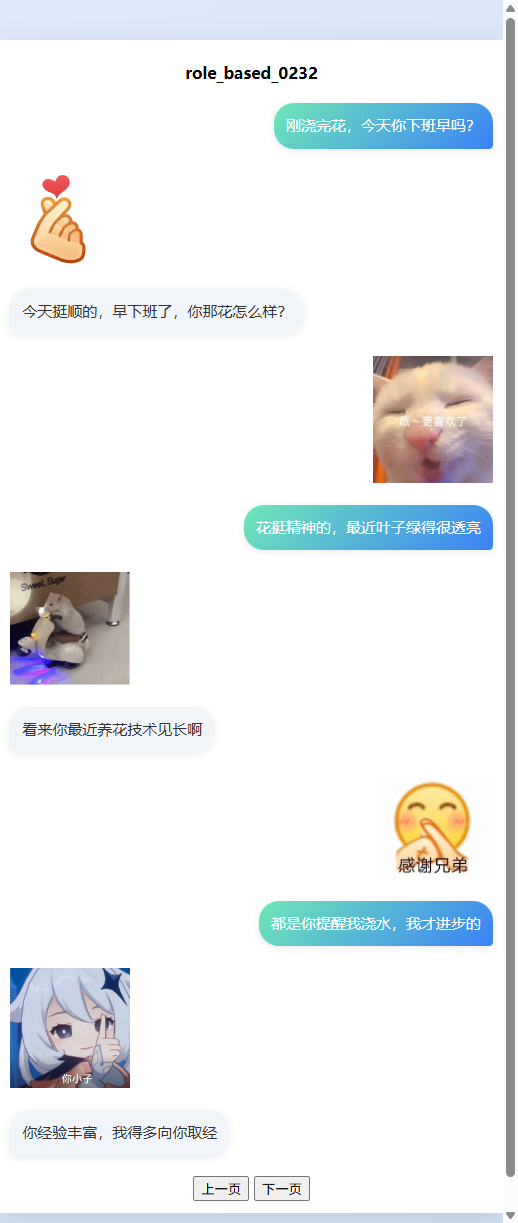 role_based_0232
刚浇完花，今天你下班早吗？
今天挺顺的，早下班了，你那花怎么样？
哦~更喜欢了
花挺精神的，最近叶子绿得很透亮
Sweet Sugar
看来你最近养花技术见长啊
感谢兄弟
都是你提醒我浇水，我才进步的
你小子
你经验丰富，我得多向你取经
上一页 下一页